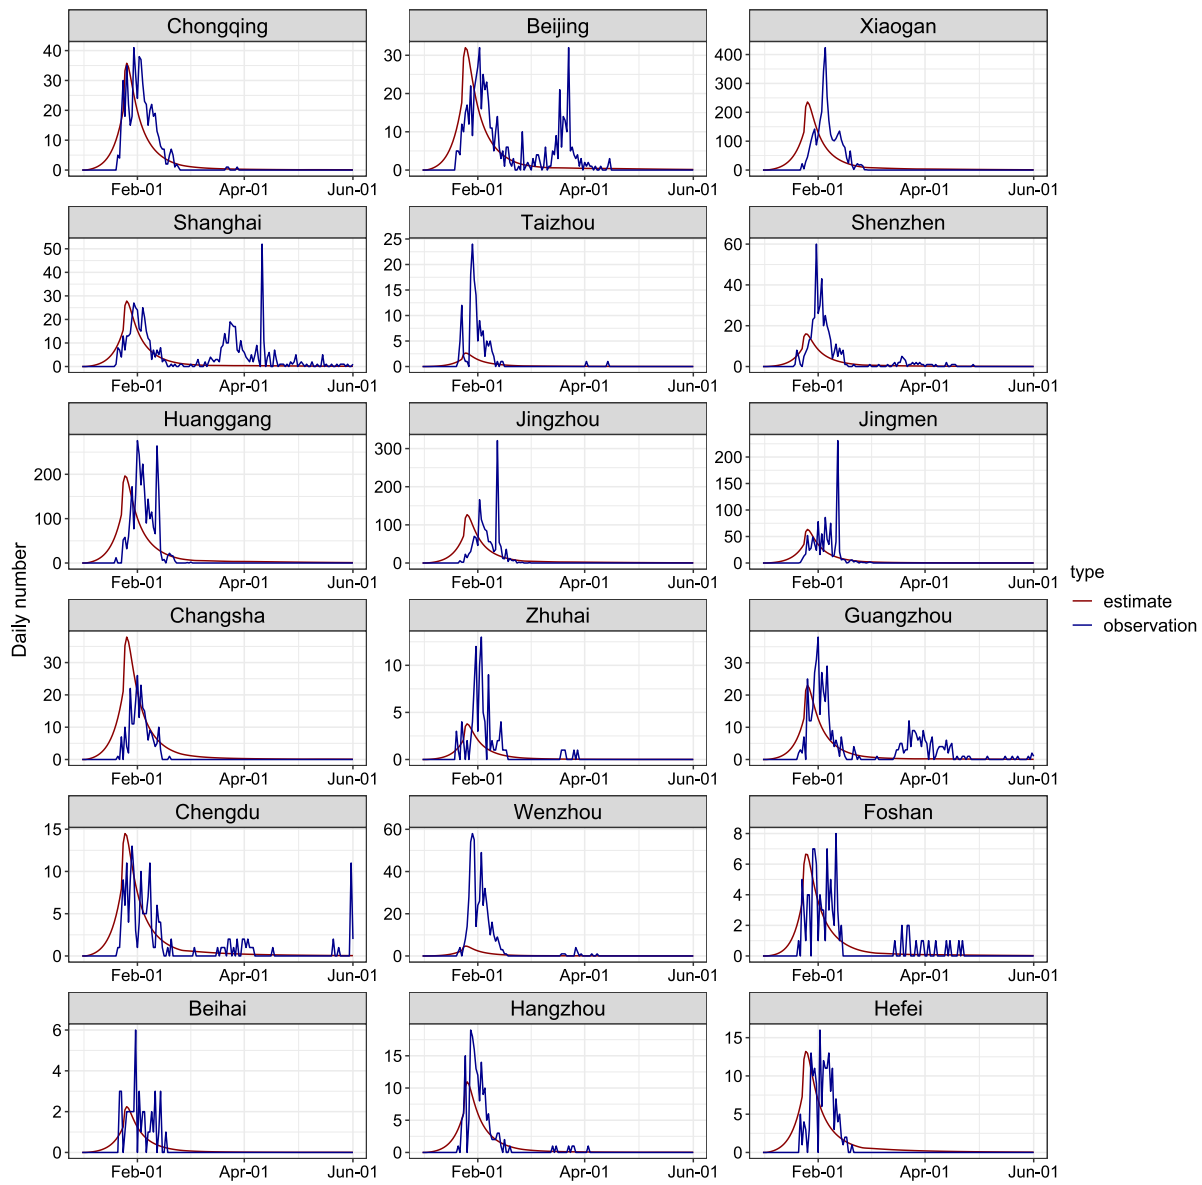 Chongqing
Beijing
Xiaogan
40
30
20
10
0
30
20
10
0
400
300
200
100
0
Feb-01 Apr-01 Jun-01
Feb-01 Apr-01 Jun-01
Feb-01 Apr-01 Jun-01
Shanghai
Taizhou
Shenzhen
50
40
30
20
10
0
25
20
15
10
5
0
60
40
20
0
Feb-01 Apr-01 Jun-01
Feb-01 Apr-01 Jun-01
Feb-01 Apr-01 Jun-01
Huanggang
Jingzhou
Jingmen
200
100
0
300
200
100
0
200
150
100
50
0
Feb-01 Apr-01 Jun-01
Feb-01 Apr-01 Jun-01
Feb-01 Apr-01 Jun-01
Daily number
type
estimate
observation
Changsha
Zhuhai
Guangzhou
30
20
10
0
10
5
0
30
20
10
0
Feb-01 Apr-01 Jun-01
Feb-01 Apr-01 Jun-01
Feb-01 Apr-01 Jun-01
Chengdu
Wenzhou
Foshan
15
10
5
0
60
40
20
0
8
6
4
2
0
Feb-01 Apr-01 Jun-01
Feb-01 Apr-01 Jun-01
Feb-01 Apr-01 Jun-01
Beihai
Hangzhou
Hefei
6
4
2
0
15
10
5
0
15
10
5
0
Feb-01 Apr-01 Jun-01
Feb-01 Apr-01 Jun-01
Feb-01 Apr-01 Jun-01